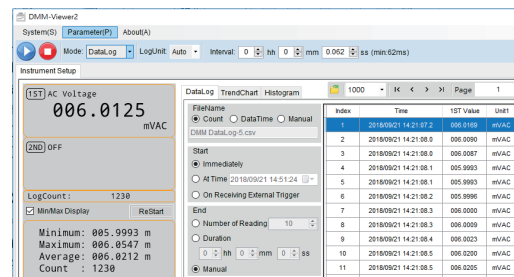 DMM-Viewer2
System(S) Parameter(P) About(A)
Mode: DataLog LogUnit: Auto Interval: 0 hh 0 mm 0.062 ss (min:62ms)
Instrument Setup
1ST AC Voltage
006.0125
mVAC
2ND OFF
LogCount: 1230
Min/Max Display ReStart
Minimum: 005.9993 m
Maximum: 006.0547 m
Average: 006.0212 m
Count : 1230
DataLog TrendChart Histogram
FileName
Count DataTime Manual
DMM DataLog-5.csv
Start
Immediately
At Time 2018/09/21 14:51:24
On Receiving External Trigger
End
Number of Reading 10
Duration
0 hh 0 mm 0 ss
Manual
1000 Page 1
Index Time 1ST Value Unit1
1 2018/09/21 14:21:07.2 006.0169 mVAC
2 2018/09/21 14:21:08.0 006.0090 mVAC
3 2018/09/21 14:21:08.0 006.0087 mVAC
4 2018/09/21 14:21:08.1 005.9993 mVAC
5 2018/09/21 14:21:08.1 005.9993 mVAC
6 2018/09/21 14:21:08.2 005.9996 mVAC
7 2018/09/21 14:21:08.3 006.0000 mVAC
8 2018/09/21 14:21:08.3 006.0009 mVAC
9 2018/09/21 14:21:08.4 006.0023 mVAC
10 2018/09/21 14:21:08.5 006.0200 mVAC
11 2018/09/21 14:21:08.5 006.0205 mVAC